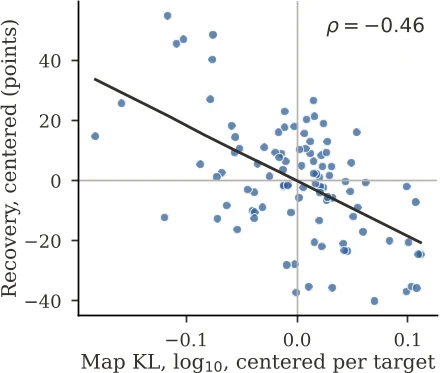 ρ = −0.46
Recovery, centered (points)
40
20
0
−20
−40
−0.1
0.0
0.1
Map KL, log₁₀, centered per target